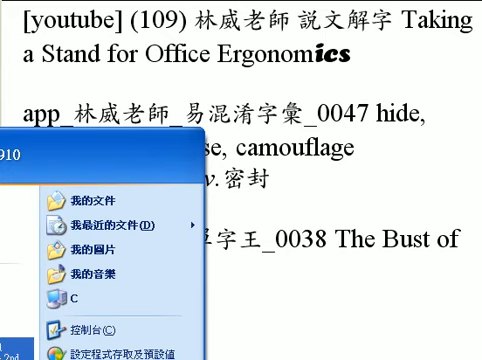 [youtube] (109) 林威老師 説文解字 Taking
a Stand for Office Ergonomics
app_林威老師_易混淆字彙_0047 hide,
se, camouflage
v.密封
字王_0038 The Bust of
910
我的文件
我最近的文件(D)
我的圖片
我的音樂
C
控制台(C)
設定程式存取及預設值
2nd